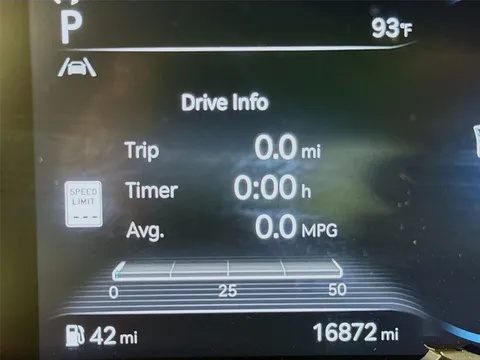 P 93°F
Drive Info
Trip 0.0 mi
SPEED LIMIT ---
Timer 0:00 h
Avg. 0.0 MPG
0 25 50
42 mi 16872 mi